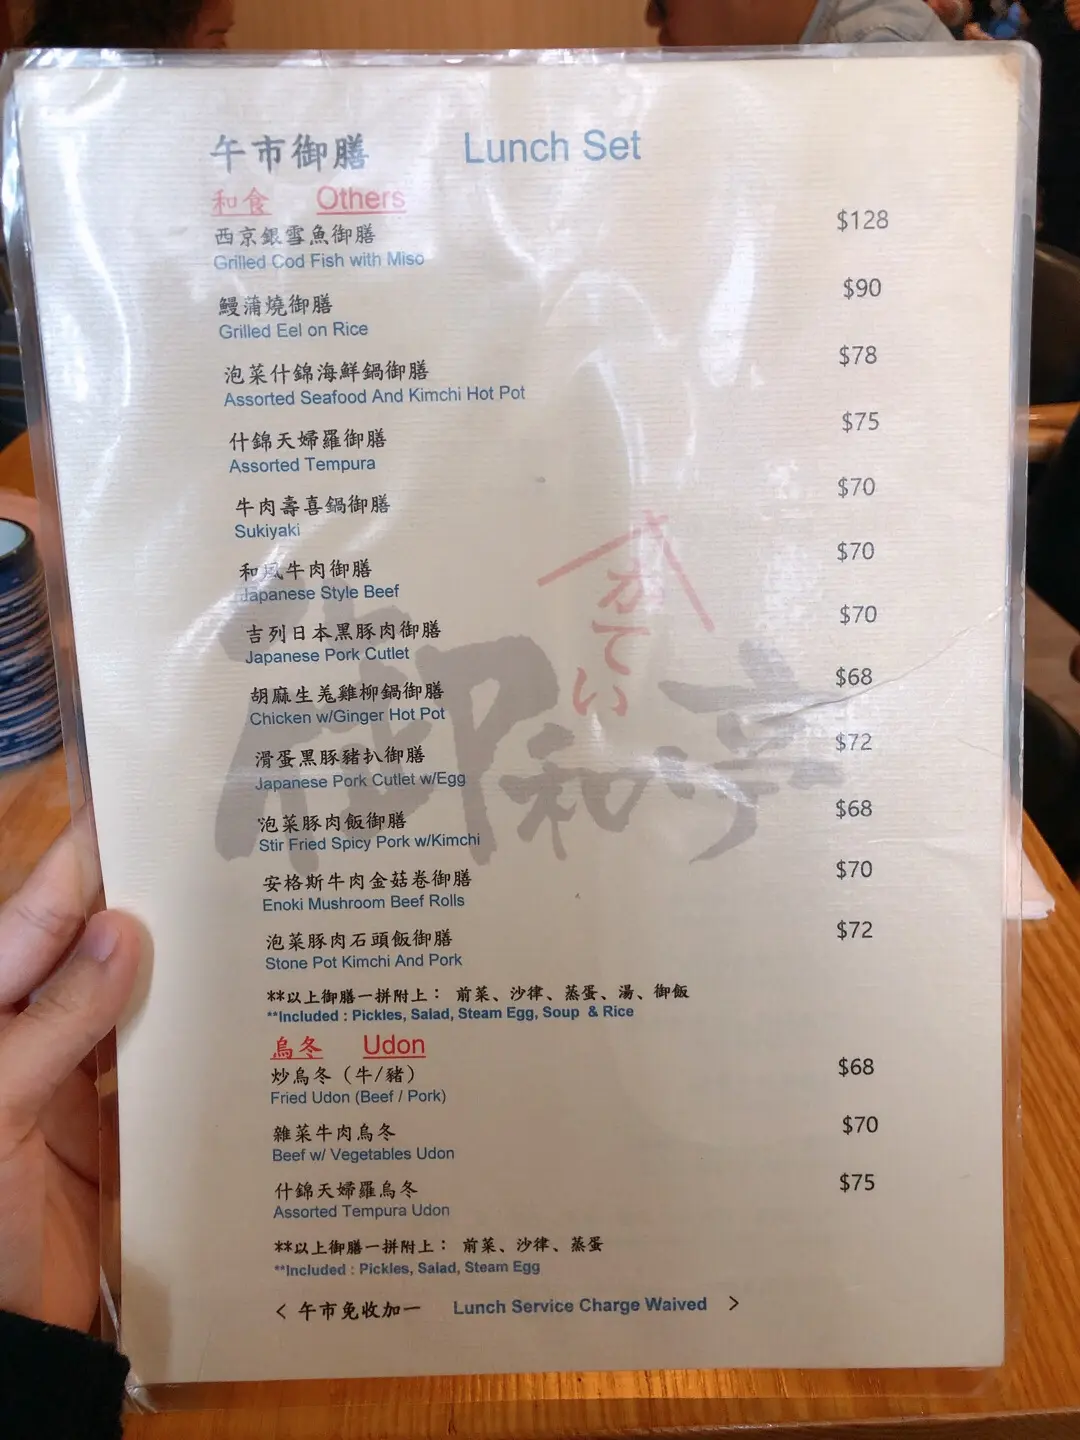 午市御膳 Lunch Set
和食 Others
西京銀雪魚御膳 $128
Grilled Cod Fish with Miso
鰻蒲燒御膳 $90
Grilled Eel on Rice
泡菜什錦海鮮鍋御膳 $78
Assorted Seafood And Kimchi Hot Pot
什錦天婦羅御膳 $75
Assorted Tempura
牛肉壽喜鍋御膳 $70
Sukiyaki
和風牛肉御膳 $70
Japanese Style Beef
吉列日本黑豚肉御膳 $70
Japanese Pork Cutlet
胡麻生羗雞柳鍋御膳 $68
Chicken w/Ginger Hot Pot
滑蛋黑豚豬扒御膳 $72
Japanese Pork Cutlet w/Egg
泡菜豚肉飯御膳 $68
Stir Fried Spicy Pork w/Kimchi
安格斯牛肉金菇卷御膳 $70
Enoki Mushroom Beef Rolls
泡菜豚肉石頭飯御膳 $72
Stone Pot Kimchi And Pork
**以上御膳一拼附上： 前菜、沙律、蒸蛋、湯、御飯
**Included : Pickles, Salad, Steam Egg, Soup & Rice
烏冬 Udon
炒烏冬（牛/豬） $68
Fried Udon (Beef / Pork)
雜菜牛肉烏冬 $70
Beef w/ Vegetables Udon
什錦天婦羅烏冬 $75
Assorted Tempura Udon
**以上御膳一拼附上： 前菜、沙律、蒸蛋
**Included : Pickles, Salad, Steam Egg
< 午市免收加一 Lunch Service Charge Waived >
御和亭
かてい